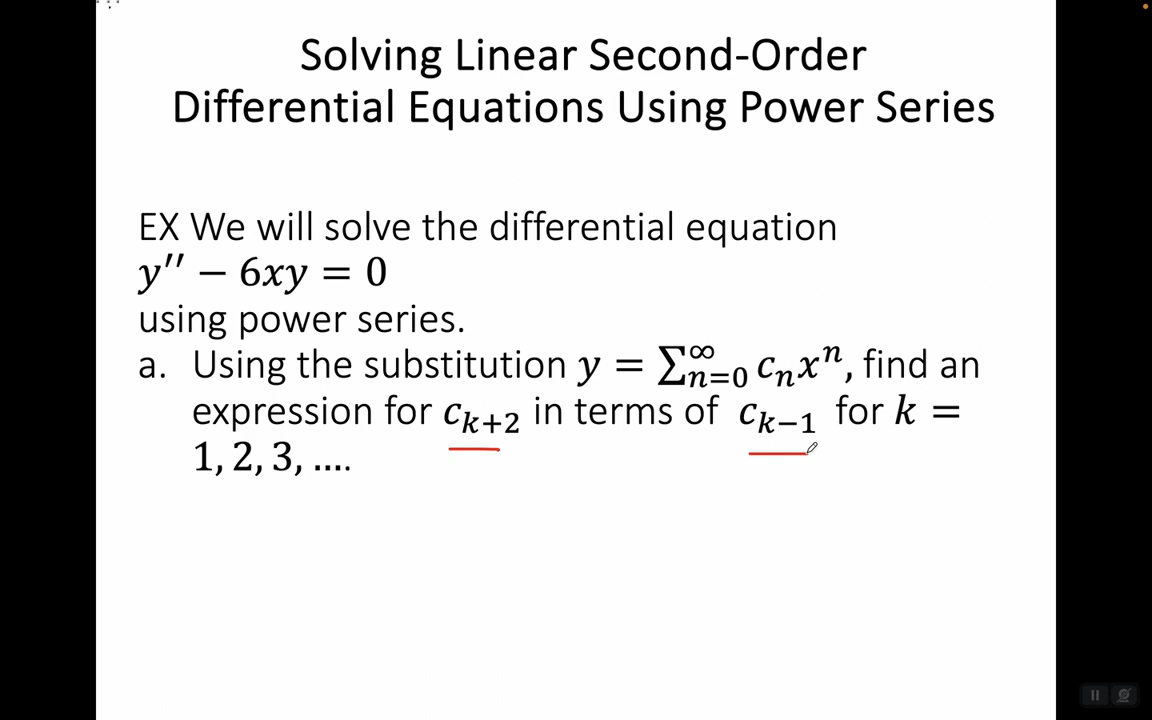 Solving Linear Second-Order
Differential Equations Using Power Series
EX We will solve the differential equation
y′′ − 6xy = 0
using power series.
a. Using the substitution y = ∑_{n=0}^{∞} c_n x^n, find an
expression for c_{k+2} in terms of c_{k−1} for k =
1, 2, 3, ….